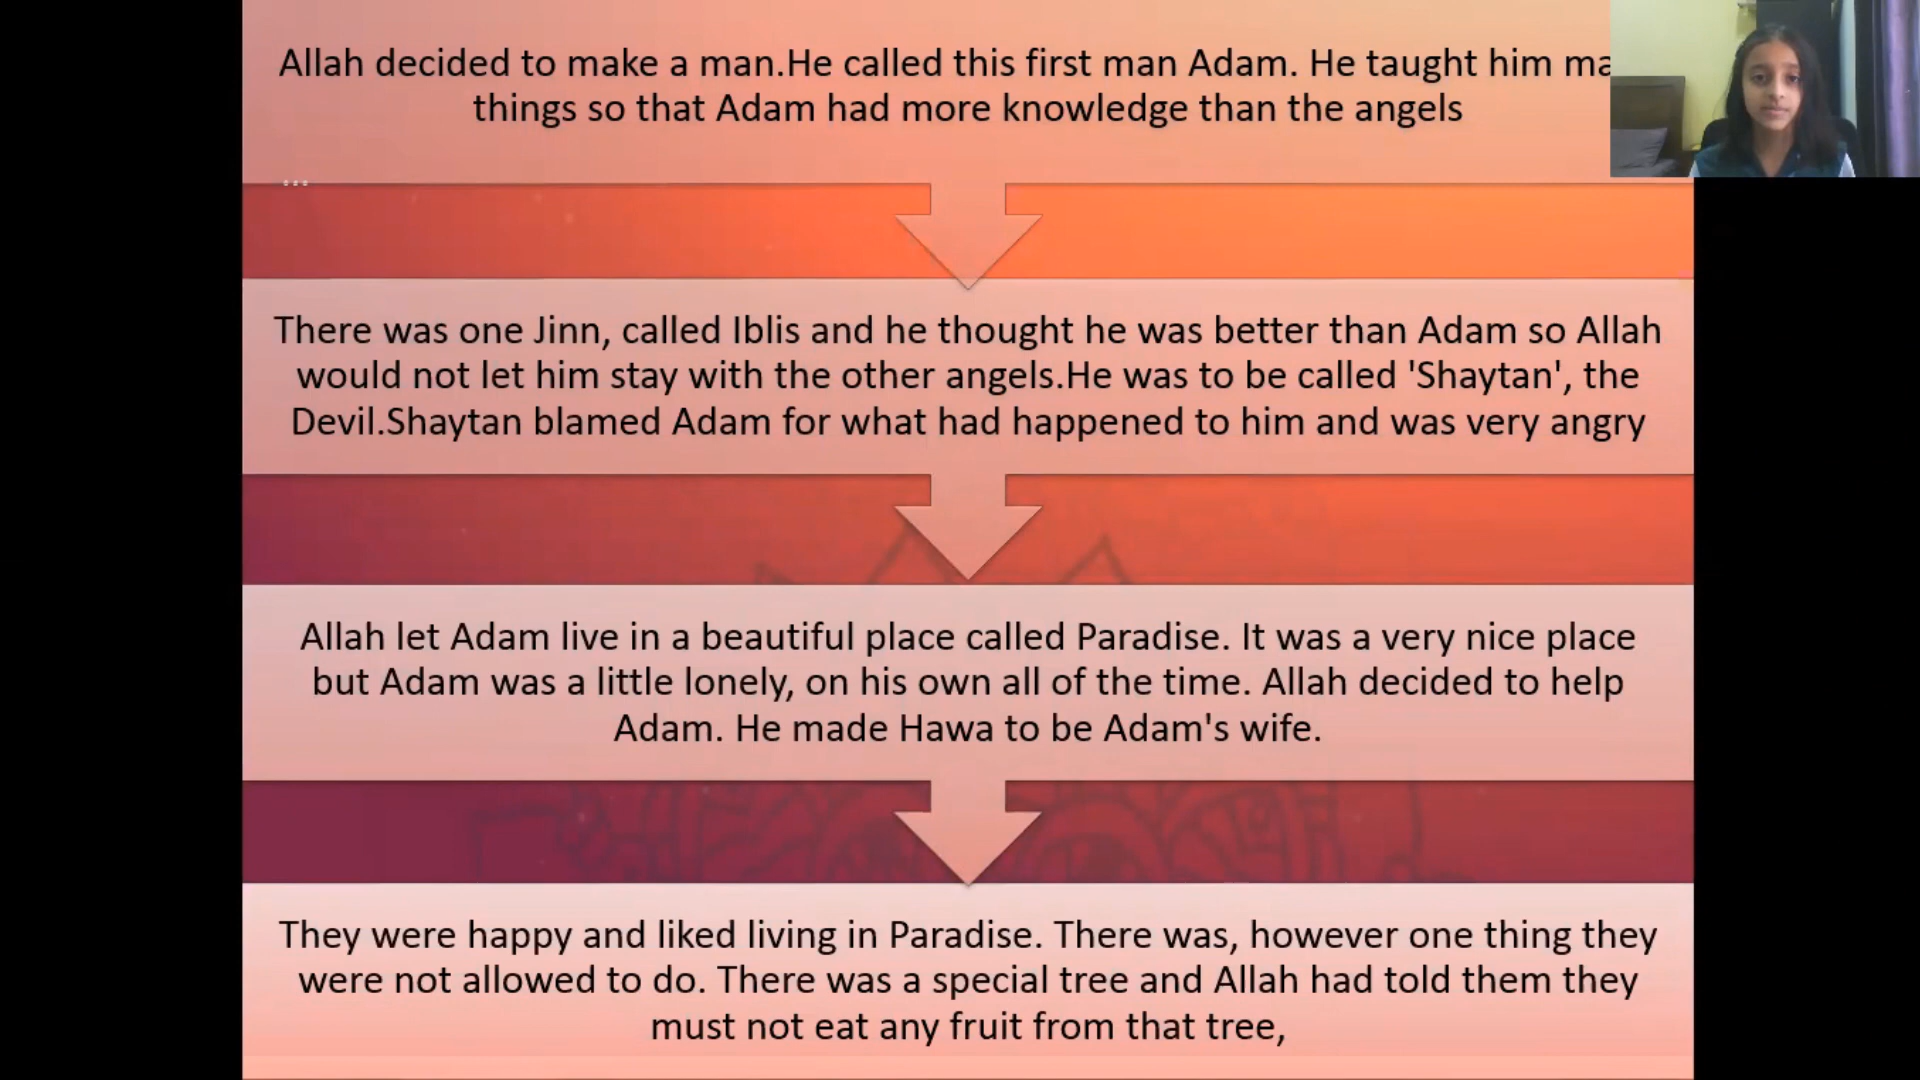 Allah decided to make a man.He called this first man Adam. He taught him
things so that Adam had more knowledge than the angels
...
There was one Jinn, called Iblis and he thought he was better than Adam so Allah
would not let him stay with the other angels.He was to be called 'Shaytan', the
Devil.Shaytan blamed Adam for what had happened to him and was very angry
Allah let Adam live in a beautiful place called Paradise. It was a very nice place
but Adam was a little lonely, on his own all of the time. Allah decided to help
Adam. He made Hawa to be Adam's wife.
They were happy and liked living in Paradise. There was, however one thing they
were not allowed to do. There was a special tree and Allah had told them they
must not eat any fruit from that tree,